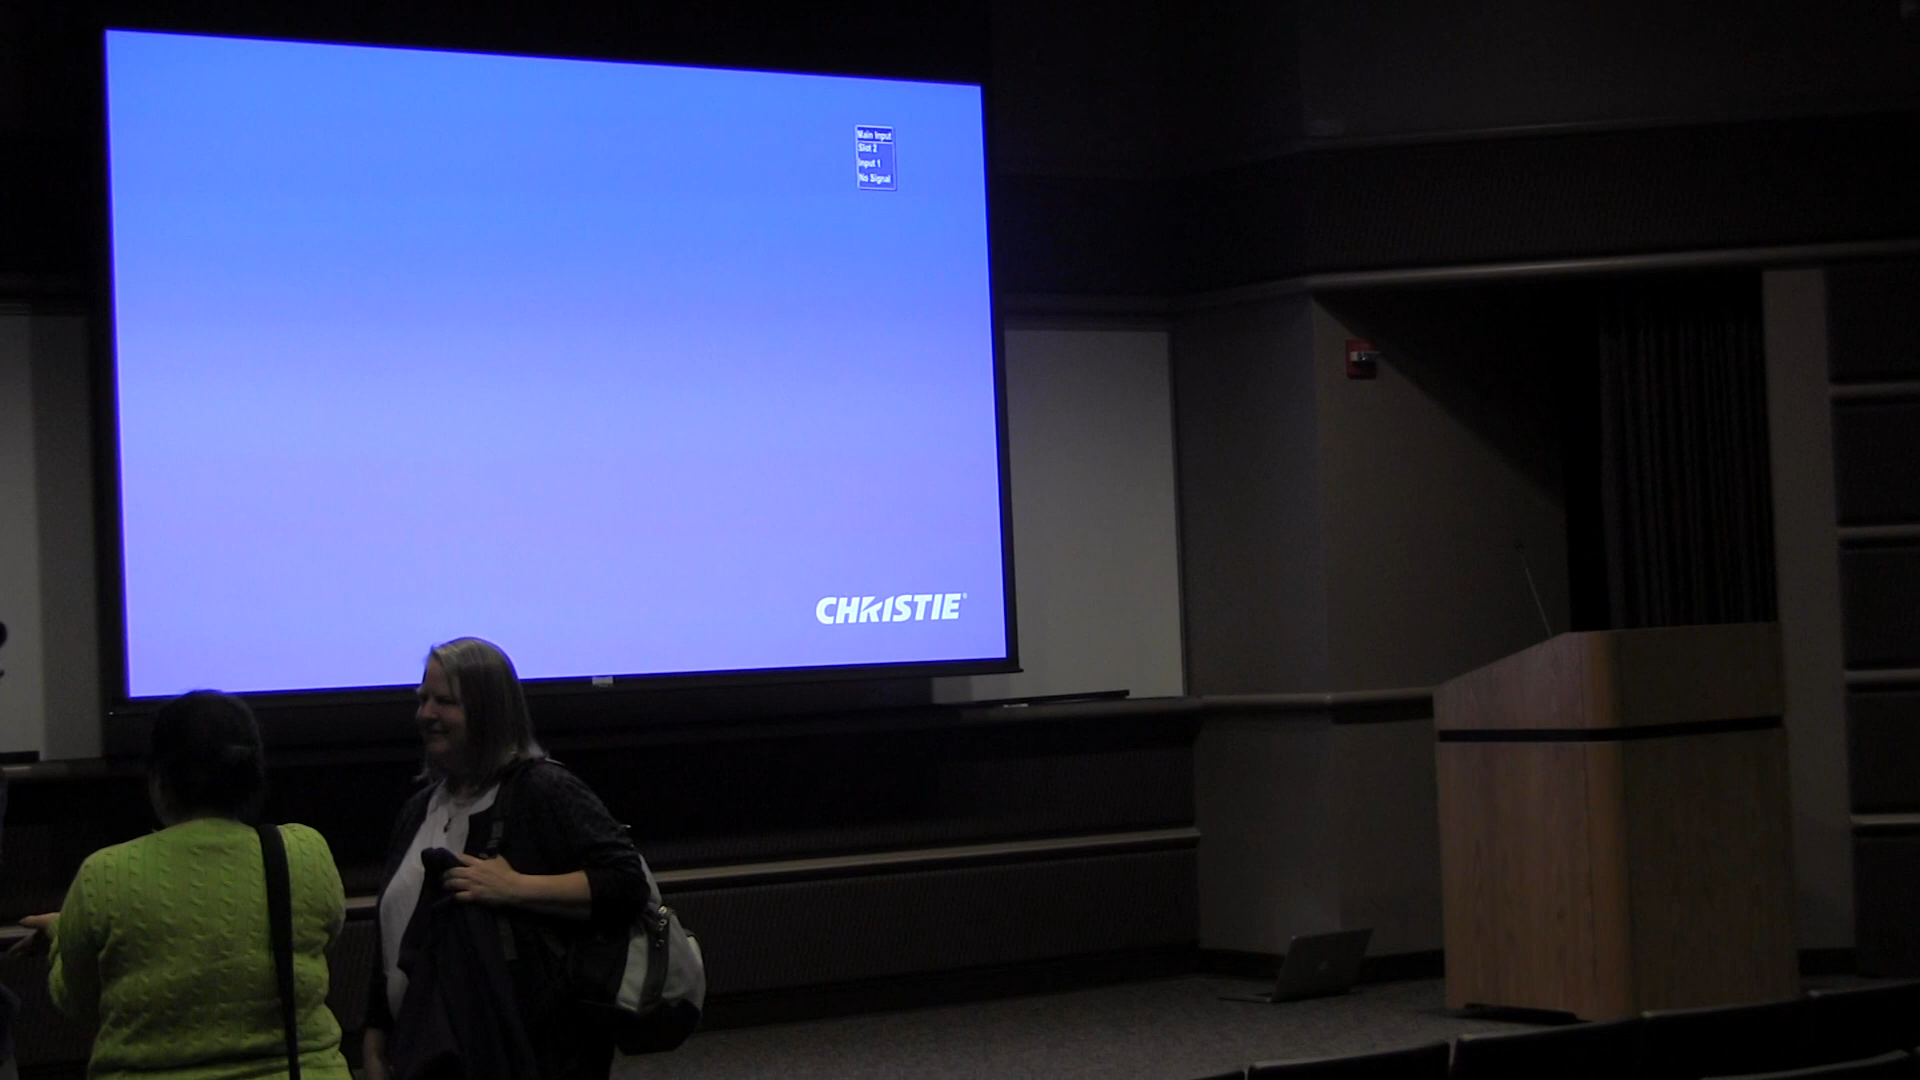 Main Input
Slot 2
Input 1
No Signal
CHRISTIE®